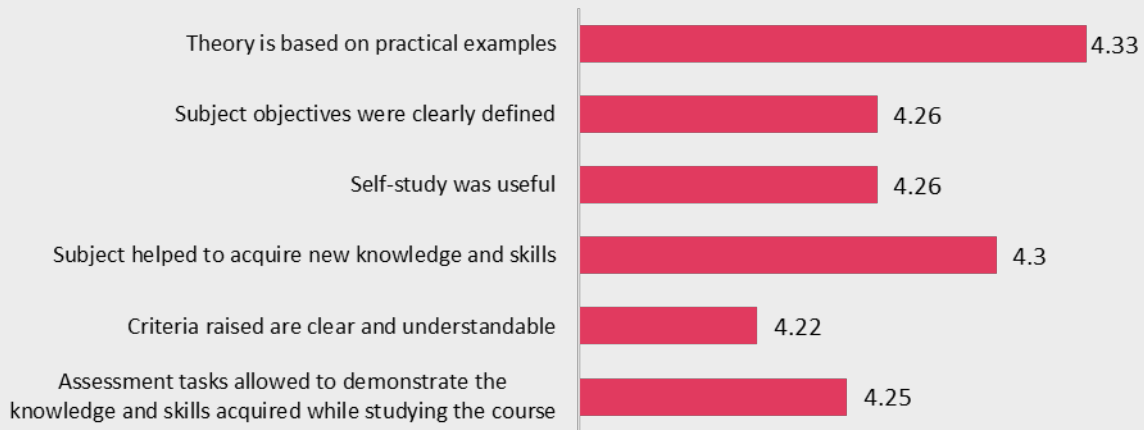 Theory is based on practical examples
4.33
Subject objectives were clearly defined
4.26
Self-study was useful
4.26
Subject helped to acquire new knowledge and skills
4.3
Criteria raised are clear and understandable
4.22
Assessment tasks allowed to demonstrate the
knowledge and skills acquired while studying the course
4.25